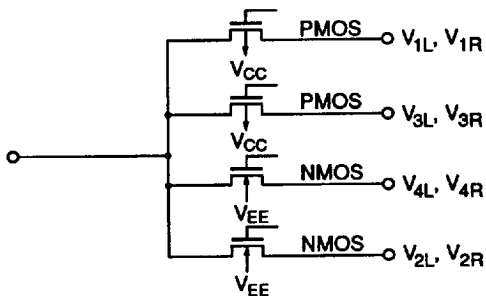 PMOS V1L, V1R
VCC
PMOS V3L, V3R
VCC
NMOS V4L, V4R
VEE
NMOS V2L, V2R
VEE